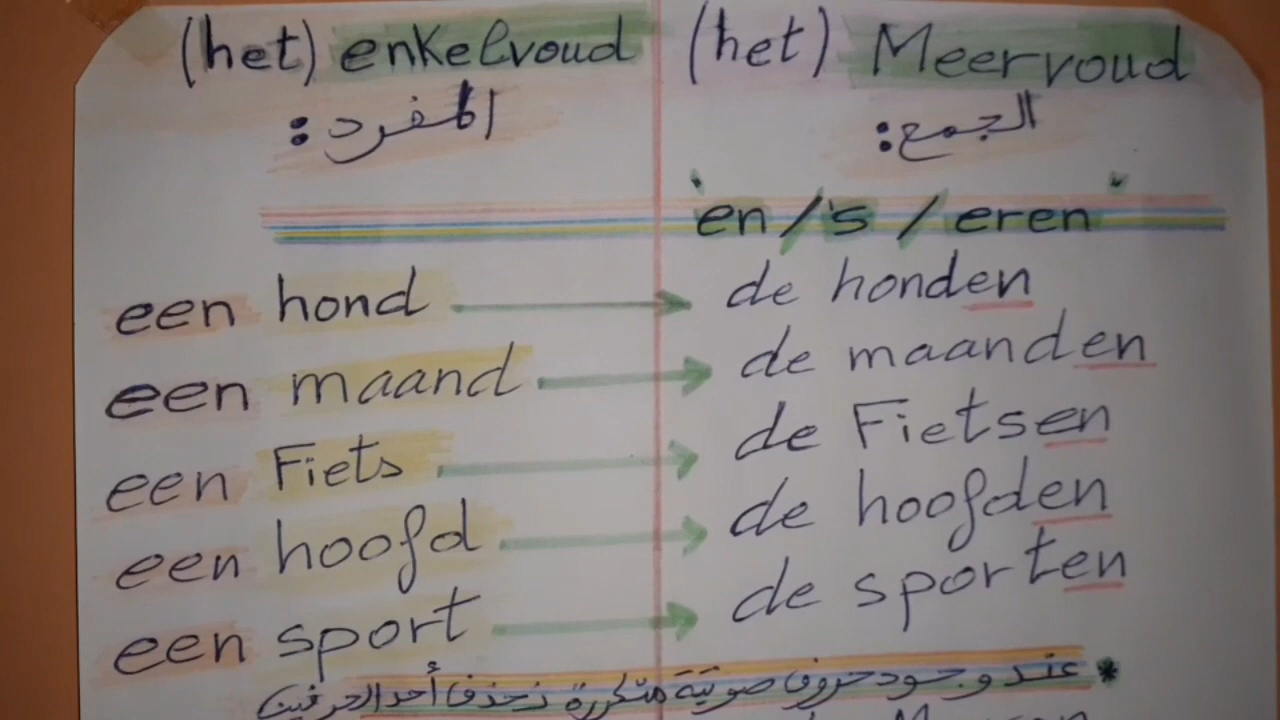 (het) enkelvoud (het) Meervoud
المفرد: الجمع:
en / s / eren
een hond de honden
een maand de maanden
een Fiets de Fietsen
een hoofd de hoofden
een sport de sporten
* عند وجود حروف صوتية متكررة نحذف أحد الحرفين